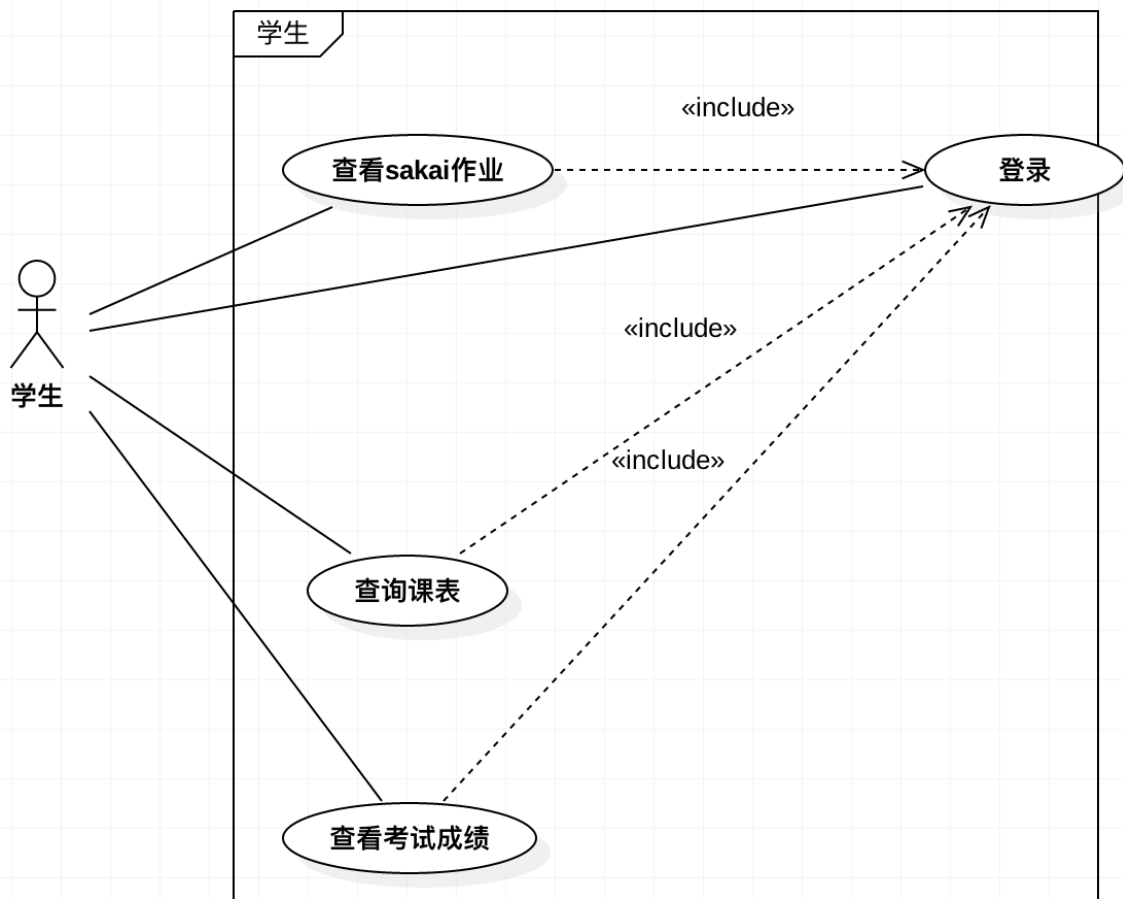 学生
«include»
查看sakai作业
登录
«include»
学生
«include»
查询课表
查看考试成绩